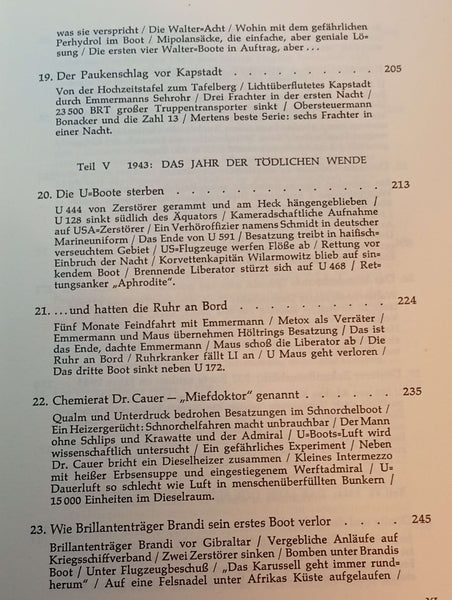 was sie verspricht / Die Walter=Acht / Wohin mit dem gefährlichen
Perhydrol im Boot / Mipolansäcke, die einfache, aber geniale Lö-
sung / Die ersten vier Walter=Boote in Auftrag, aber ...
19. Der Paukenschlag vor Kapstadt . . . . . . . . . . 205
Von der Hochzeitstafel zum Tafelberg / Lichtüberflutetes Kapstadt
durch Emmermanns Sehrohr / Drei Frachter in der ersten Nacht /
23 500 BRT großer Truppentransporter sinkt / Obersteuermann
Bonacker und die Zahl 13 / Mertens beste Serie: sechs Frachter in
einer Nacht.
Teil V 1943: DAS JAHR DER TÖDLICHEN WENDE
20. Die U=Boote sterben . . . . . . . . . . . . . . 213
U 444 von Zerstörer gerammt und am Heck hängengeblieben /
U 128 sinkt südlich des Äquators / Kameradschaftliche Aufnahme
auf USA=Zerstörer / Ein Verhöroffizier namens Schmidt in deutscher
Marineuniform / Das Ende von U 591 / Besatzung treibt in haifisch-
verseuchtem Gebiet / US=Flugzeuge werfen Flöße ab / Rettung vor
Einbruch der Nacht / Korvettenkapitän Wilarmowitz blieb auf sin-
kendem Boot / Brennende Liberator stürzt sich auf U 468 / Ret-
tungsanker „Aphrodite".
21. ... und hatten die Ruhr an Bord . . . . . . . . . . 224
Fünf Monate Feindfahrt mit Emmermann / Metox als Verräter /
Emmermann und Maus übernehmen Höltrings Besatzung / Das ist
das Ende, dachte Emmermann / Maus schoß die Liberator ab / Die
Ruhr an Bord / Ruhrkranker fällt LI an / U Maus geht verloren /
Das dritte Boot sinkt neben U 172.
22. Chemierat Dr. Cauer — „Miefdoktor" genannt . . . . 235
Qualm und Unterdruck bedrohen Besatzungen im Schnorchelboot /
Ein Heizergerücht: Schnorchelfahren macht unbrauchbar / Der Mann
ohne Schlips und Krawatte und der Admiral / U=Boots=Luft wird
wissenschaftlich untersucht / Ein gefährliches Experiment / Neben
Dr. Cauer bricht ein Dieselheizer zusammen / Kleines Intermezzo
mit heißer Erbsensuppe und eingestiegenem Werftadmiral / U=
Dauerluft so schlecht wie Luft in menschenüberfüllten Bunkern /
15 000 Einheiten im Dieselraum.
23. Wie Brillantenträger Brandi sein erstes Boot verlor . . . . 245
Brillantenträger Brandi vor Gibraltar / Vergebliche Anläufe auf
Kriegsschiffverband / Zwei Zerstörer sinken / Bomben unter Brandis
Boot / Unter Flugzeugbeschuß / „Das Karussell geht immer rund-
herum" / Auf eine Felsnadel unter Afrikas Küste aufgelaufen /